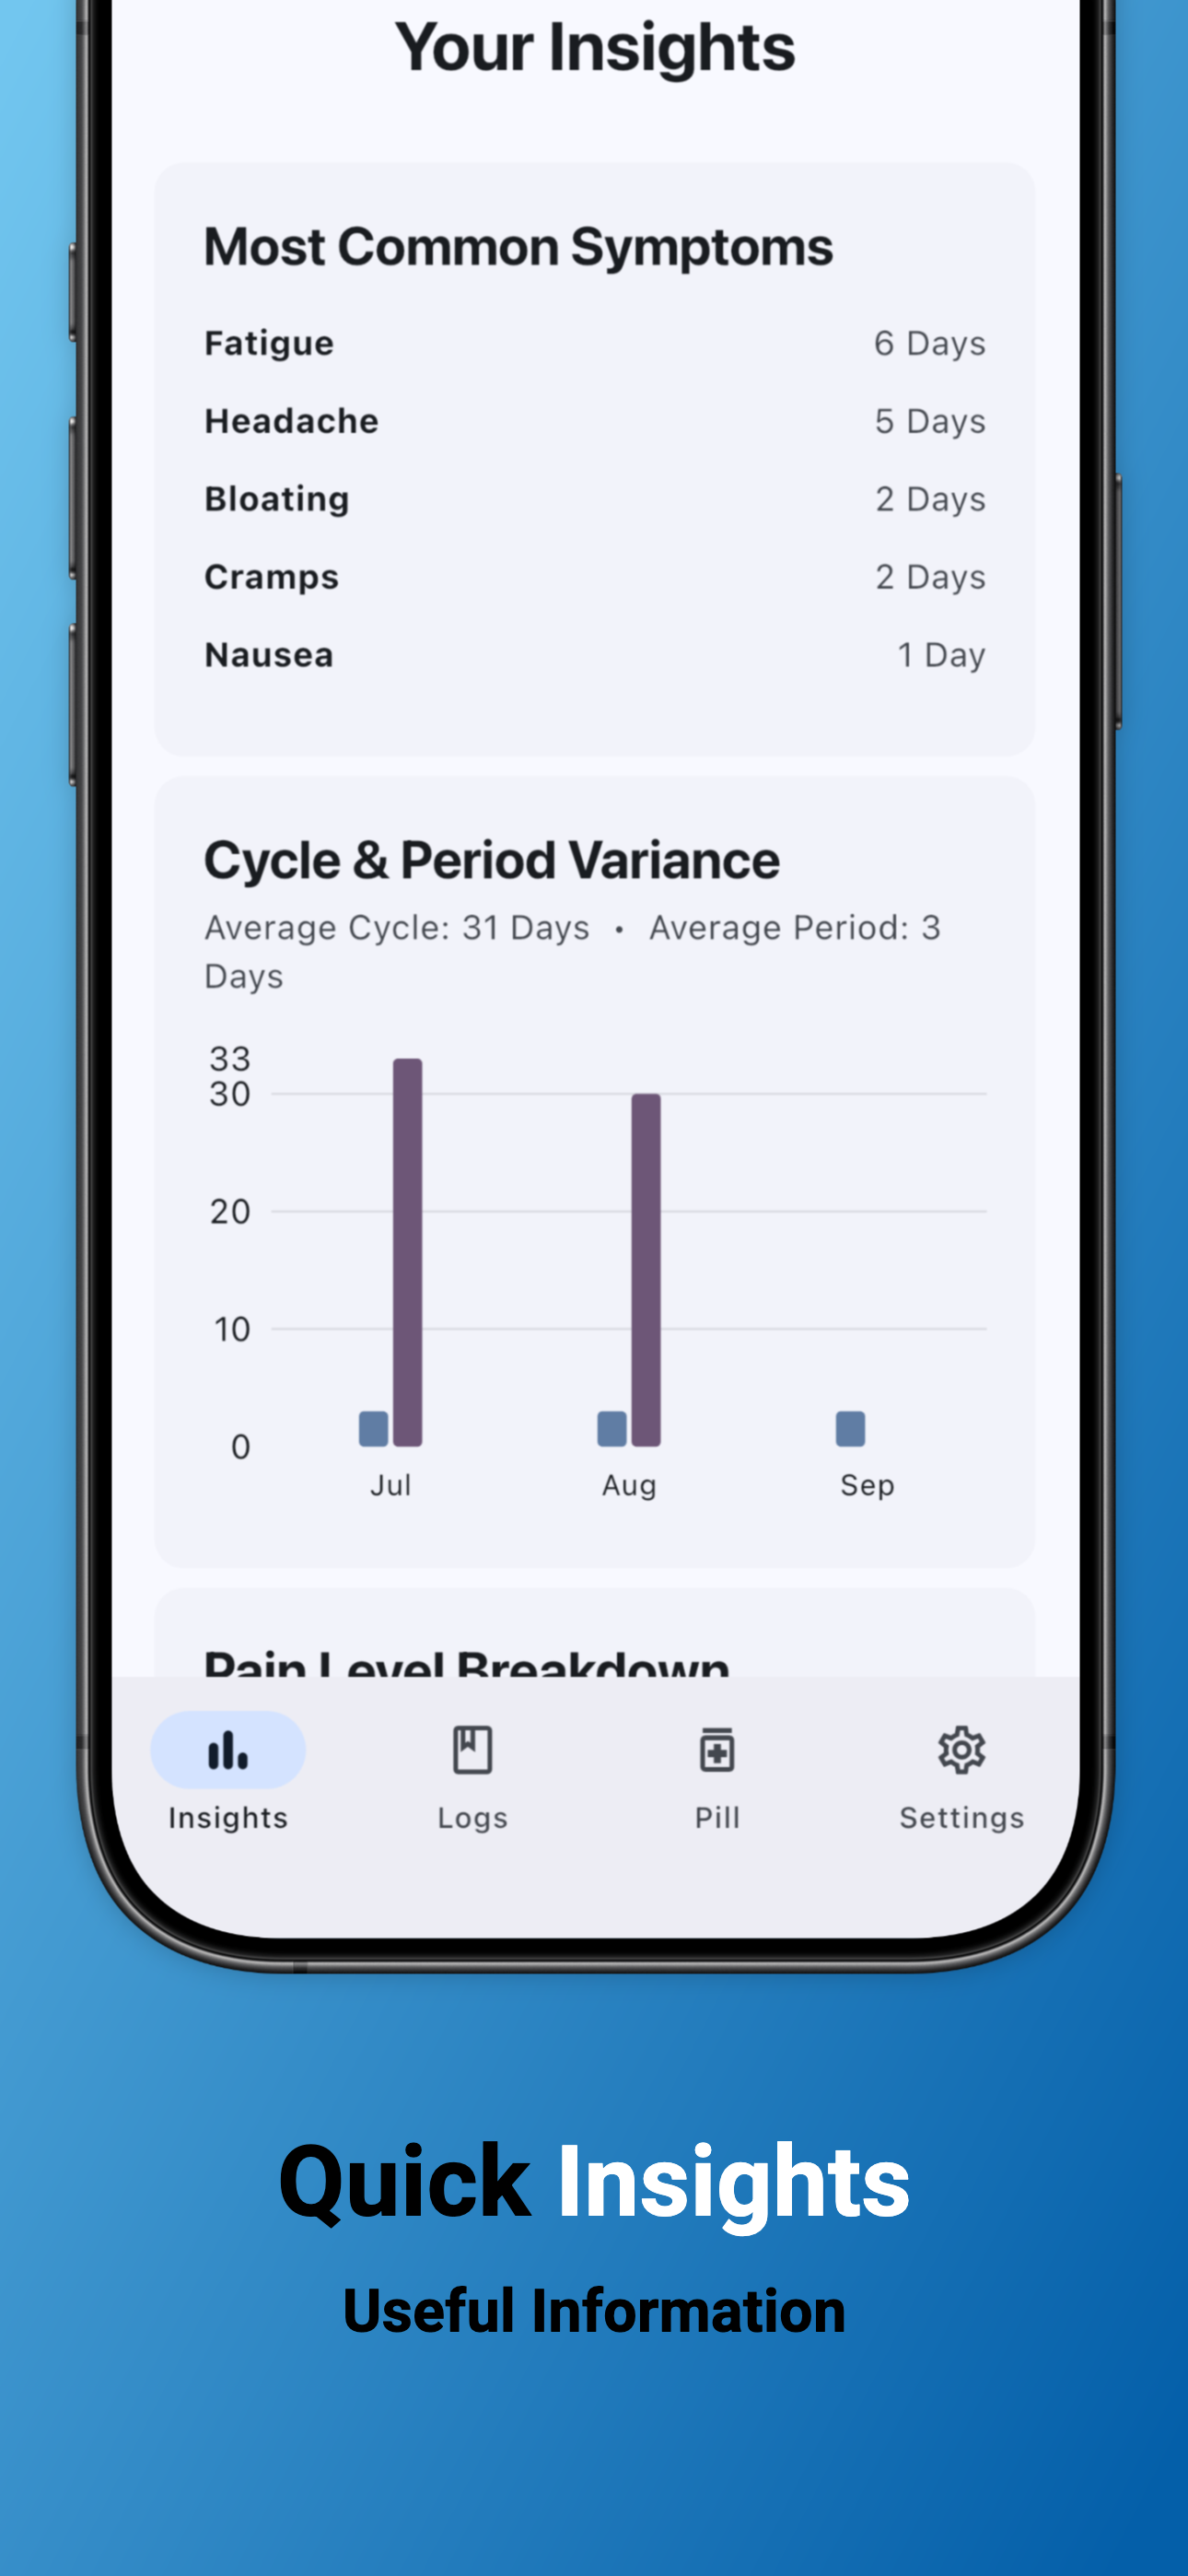 Your Insights
Most Common Symptoms
Fatigue 6 Days
Headache 5 Days
Bloating 2 Days
Cramps 2 Days
Nausea 1 Day
Cycle & Period Variance
Average Cycle: 31 Days • Average Period: 3
Days
33
30
20
10
0
Jul Aug Sep
Pain Level Breakdown
Insights Logs Pill Settings
Quick Insights
Useful Information